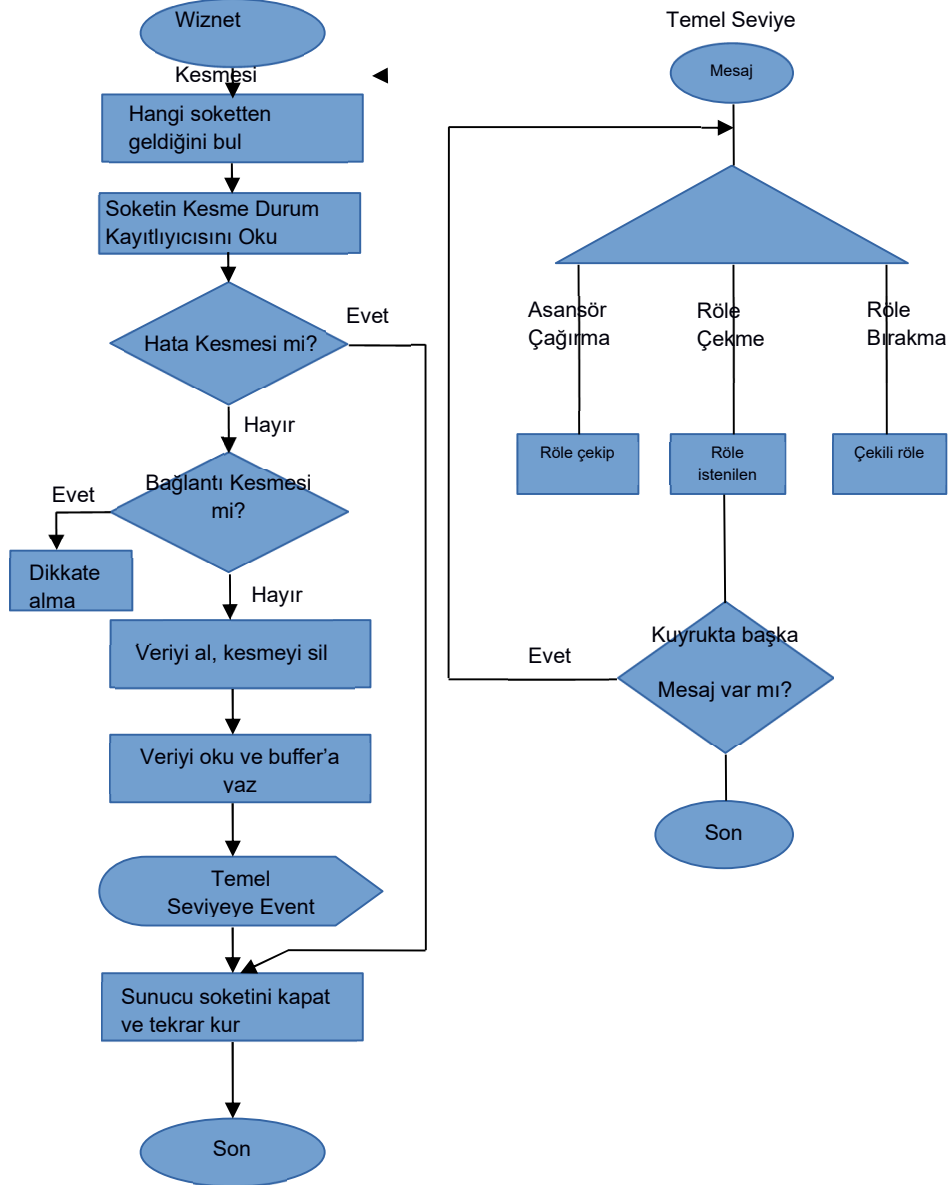 Wiznet
Kesmesi
Hangi soketten
geldiğini bul
Soketin Kesme Durum
Kayıtlıyıcısını Oku
Hata Kesmesi mi?
Evet
Hayır
Bağlantı Kesmesi
mi?
Evet
Dikkate
alma
Hayır
Veriyi al, kesmeyi sil
Veriyi oku ve buffer'a
yaz
Temel
Seviyeye Event
Sunucu soketini kapat
ve tekrar kur
Son
Temel Seviye
Mesaj
Asansör
Çağırma
Röle
Çekme
Röle
Bırakma
Röle çekip
Röle
istenilen
Çekili röle
Kuyrukta başka
Mesaj var mı?
Evet
Son